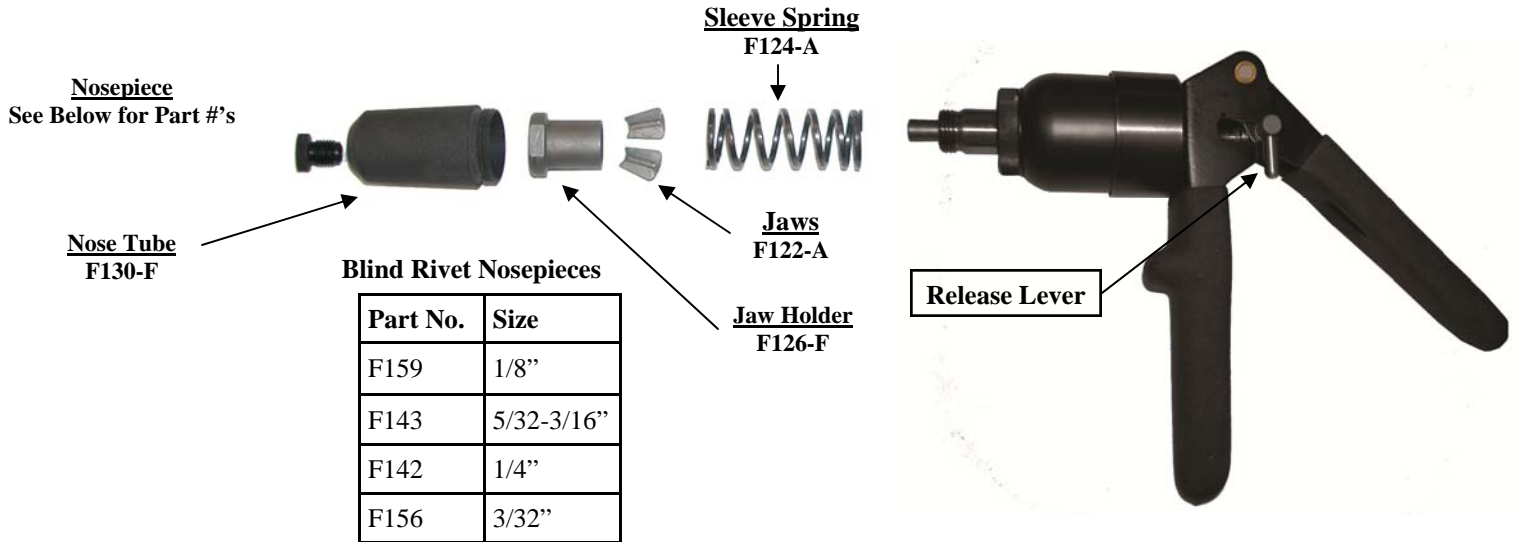 Sleeve Spring
F124-A
Nosepiece
See Below for Part #’s
Nose Tube
F130-F
Jaws
F122-A
Jaw Holder
F126-F
Release Lever
Blind Rivet Nosepieces
Part No. Size
F159 1/8”
F143 5/32-3/16”
F142 1/4”
F156 3/32”